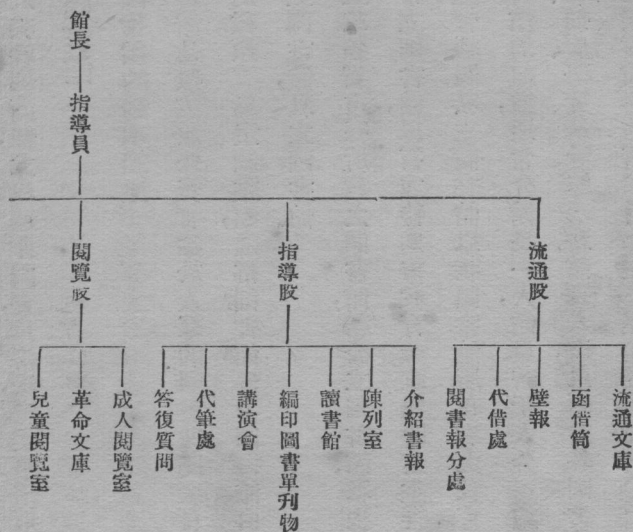 館長
指導員
流通股
指導股
閱覽股
流通文庫
函借筒
壁報
代借處
閱書報分處
介紹書報
陳列室
讀書館
編印圖書單刊物
講演會
代筆處
答復質問
成人閱覽室
革命文庫
兒童閱覽室